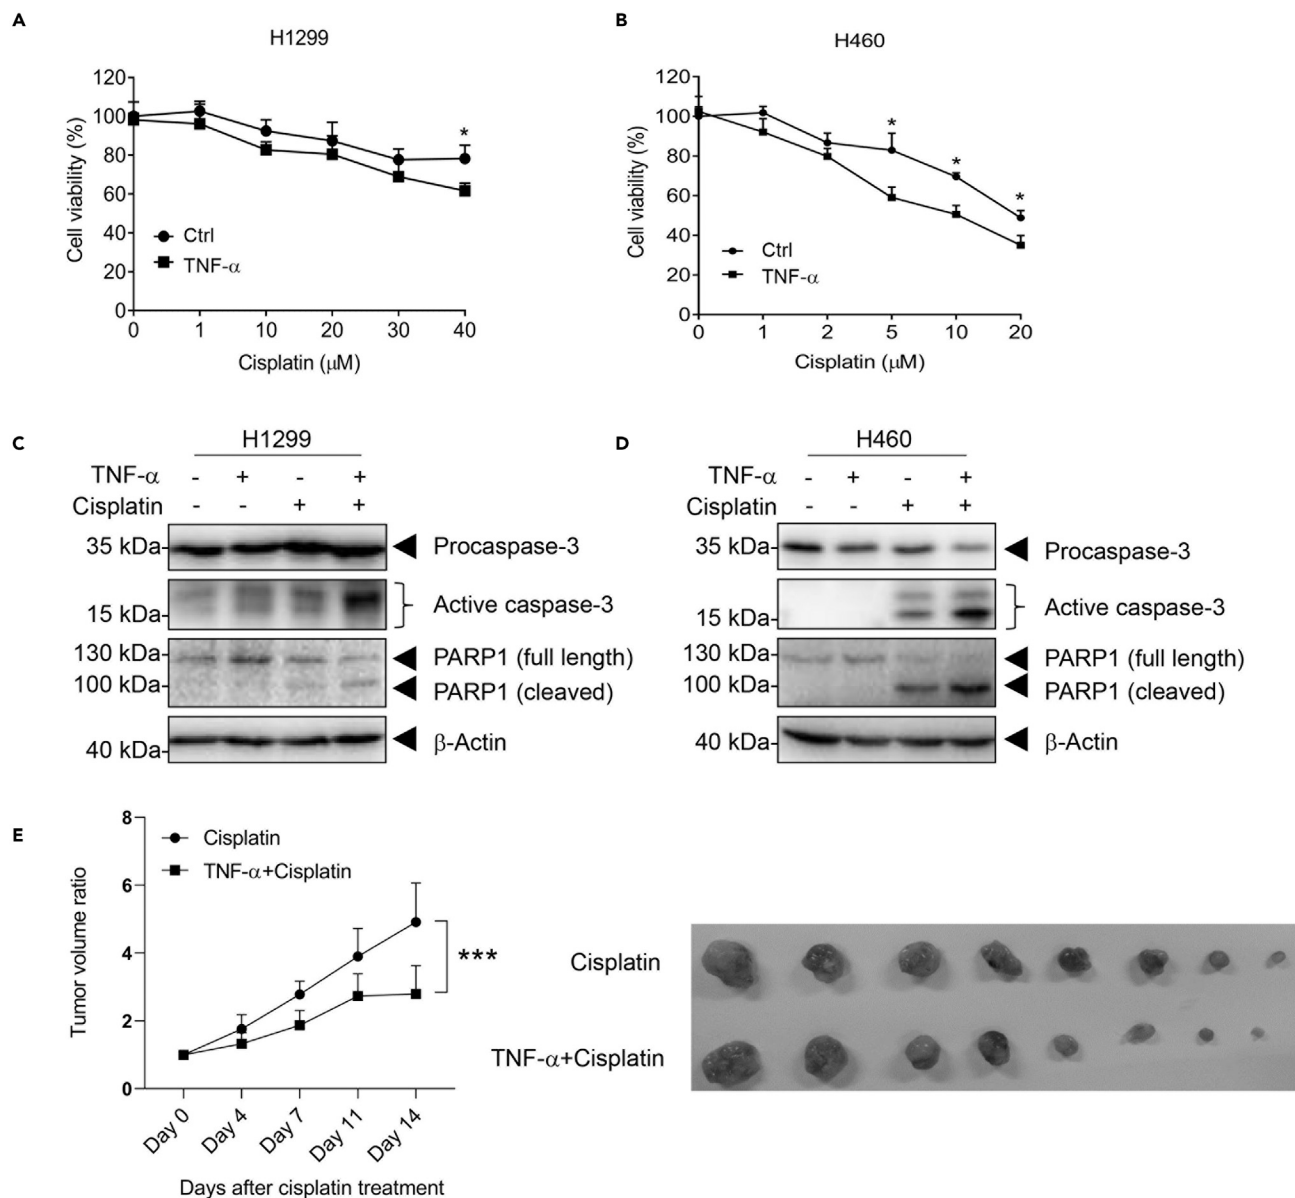 A
H1299
120
100
80
60
40
20
0
Cell viability (%)
*
Ctrl
TNF-α
0 1 10 20 30 40
Cisplatin (μM)
B
H460
120
100
80
60
40
20
0
Cell viability (%)
* * *
Ctrl
TNF-α
0 1 2 5 10 20
Cisplatin (μM)
C
H1299
TNF-α - + - +
Cisplatin - - + +
35 kDa- Procaspase-3
15 kDa- Active caspase-3
130 kDa- PARP1 (full length)
100 kDa- PARP1 (cleaved)
40 kDa- β-Actin
D
H460
TNF-α - + - +
Cisplatin - - + +
35 kDa- Procaspase-3
15 kDa- Active caspase-3
130 kDa- PARP1 (full length)
100 kDa- PARP1 (cleaved)
40 kDa- β-Actin
E
8
6
4
2
0
Tumor volume ratio
Cisplatin
TNF-α+Cisplatin
***
Day 0 Day 4 Day 7 Day 11 Day 14
Days after cisplatin treatment
Cisplatin
TNF-α+Cisplatin